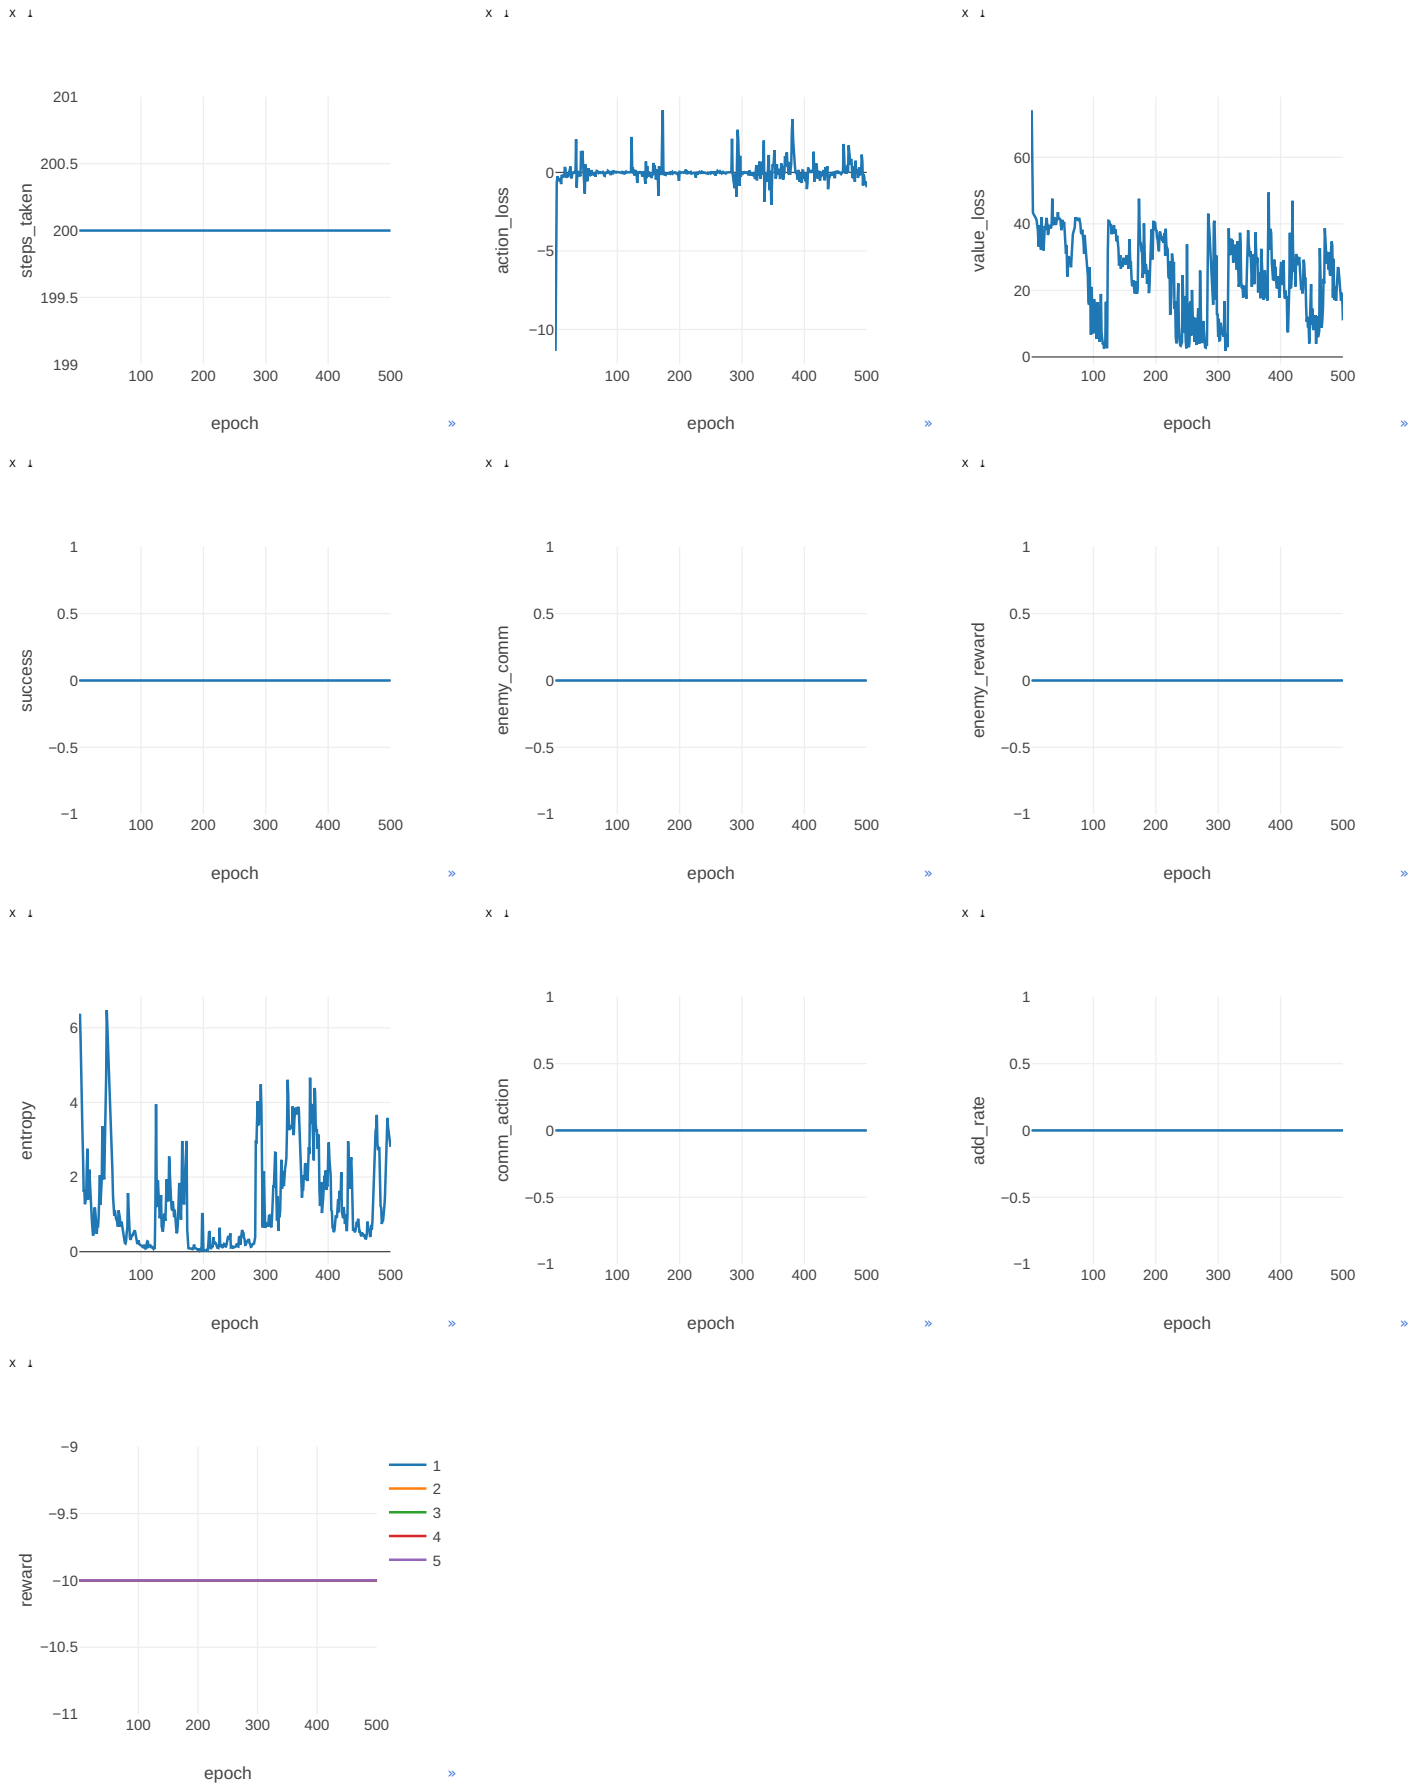 X ⤓
X ⤓
X ⤓
201
200.5
200
199.5
199
steps_taken
100 200 300 400 500
epoch
»
0
−5
−10
action_loss
100 200 300 400 500
epoch
»
60
40
20
0
value_loss
100 200 300 400 500
epoch
»
X ⤓
X ⤓
X ⤓
1
0.5
0
−0.5
−1
success
100 200 300 400 500
epoch
»
1
0.5
0
−0.5
−1
enemy_comm
100 200 300 400 500
epoch
»
1
0.5
0
−0.5
−1
enemy_reward
100 200 300 400 500
epoch
»
X ⤓
X ⤓
X ⤓
6
4
2
0
entropy
100 200 300 400 500
epoch
»
1
0.5
0
−0.5
−1
comm_action
100 200 300 400 500
epoch
»
1
0.5
0
−0.5
−1
add_rate
100 200 300 400 500
epoch
»
X ⤓
−9
−9.5
−10
−10.5
−11
reward
100 200 300 400 500
epoch
1
2
3
4
5
»